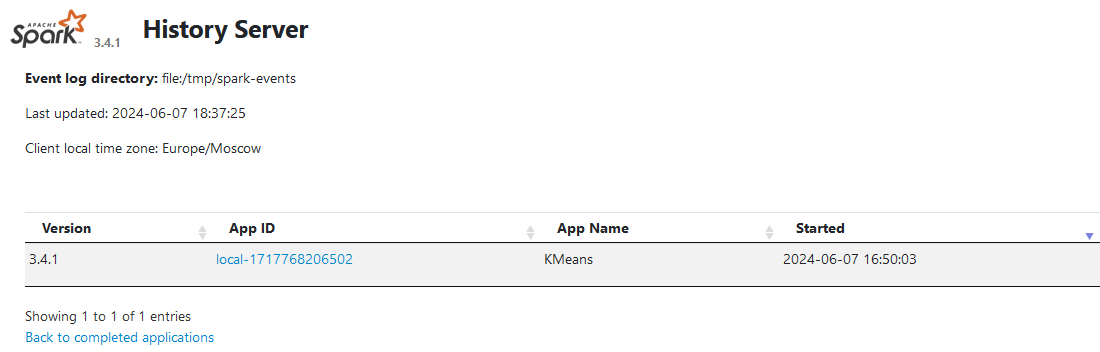 APACHE
Spark 3.4.1 History Server
Event log directory: file:/tmp/spark-events
Last updated: 2024-06-07 18:37:25
Client local time zone: Europe/Moscow
Version App ID App Name Started
3.4.1 local-1717768206502 KMeans 2024-06-07 16:50:03
Showing 1 to 1 of 1 entries
Back to completed applications